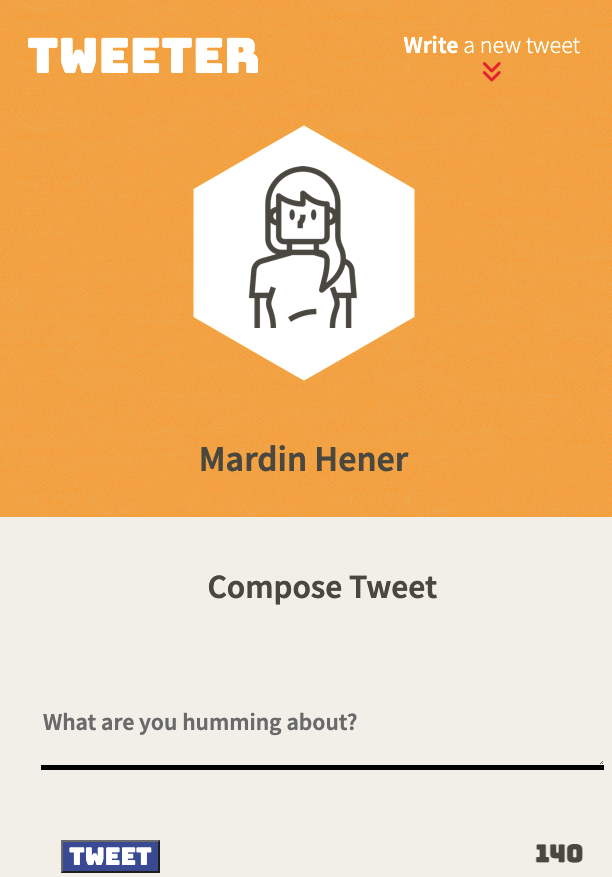 TWEETER
Write a new tweet
Mardin Hener
Compose Tweet
What are you humming about?
TWEET
140